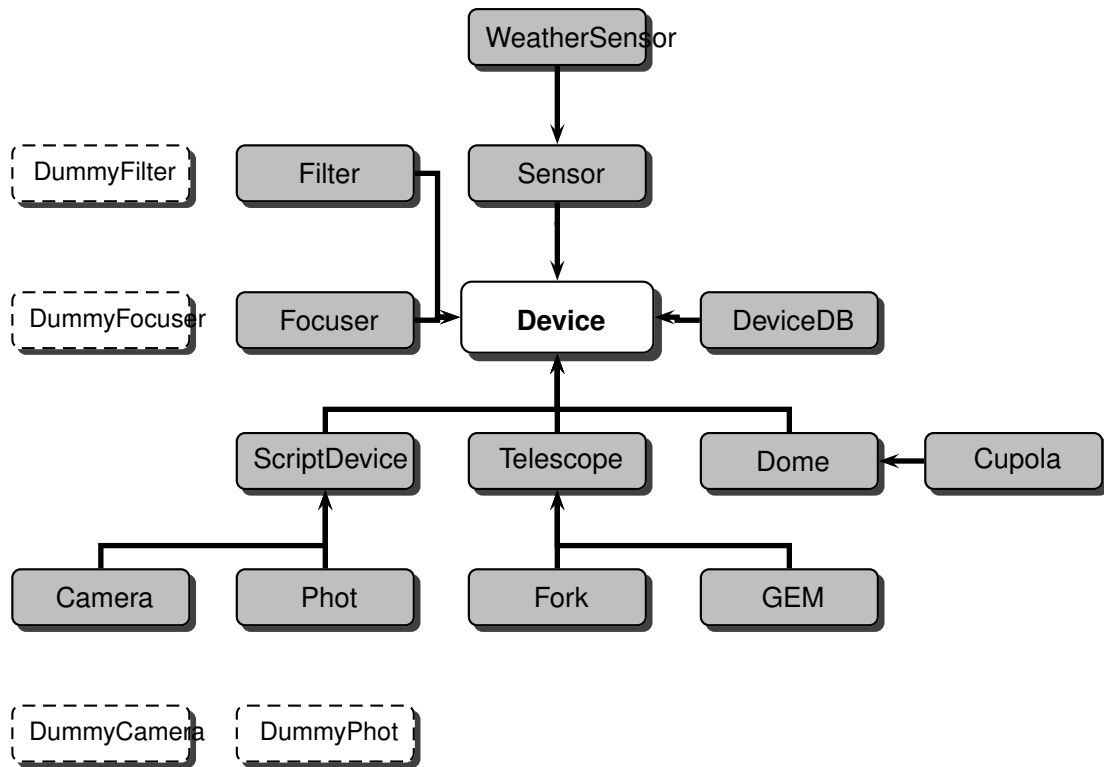 WeatherSensor
DummyFilter
Filter
Sensor
DummyFocuser
Focuser
Device
DeviceDB
ScriptDevice
Telescope
Dome
Cupola
Camera
Phot
Fork
GEM
DummyCamera
DummyPhot